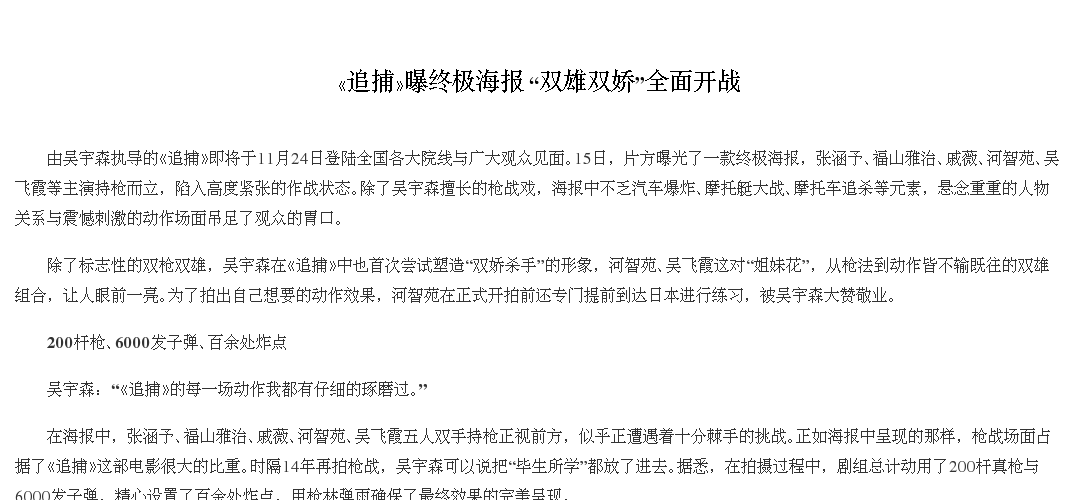 《追捕》曝终极海报 “双雄双娇”全面开战
由吴宇森执导的《追捕》即将于11月24日登陆全国各大院线与广大观众见面。15日，片方曝光了一款终极海报，张涵予、福山雅治、戚薇、河智苑、吴
飞霞等主演持枪而立，陷入高度紧张的作战状态。除了吴宇森擅长的枪战戏，海报中不乏汽车爆炸、摩托艇大战、摩托车追杀等元素，悬念重重的人物
关系与震憾刺激的动作场面吊足了观众的胃口。
除了标志性的双枪双雄，吴宇森在《追捕》中也首次尝试塑造“双娇杀手”的形象，河智苑、吴飞霞这对“姐妹花”，从枪法到动作皆不输既往的双雄
组合，让人眼前一亮。为了拍出自己想要的动作效果，河智苑在正式开拍前还专门提前到达日本进行练习，被吴宇森大赞敬业。
200杆枪、6000发子弹、百余处炸点
吴宇森：“《追捕》的每一场动作我都有仔细的琢磨过。”
在海报中，张涵予、福山雅治、戚薇、河智苑、吴飞霞五人双手持枪正视前方，似乎正遭遇着十分棘手的挑战。正如海报中呈现的那样，枪战场面占
据了《追捕》这部电影很大的比重。时隔14年再拍枪战，吴宇森可以说把“毕生所学”都放了进去。据悉，在拍摄过程中，剧组总计动用了200杆真枪与
6000发子弹，精心设置了百余处炸点，用枪林弹雨确保了最终效果的完美呈现。